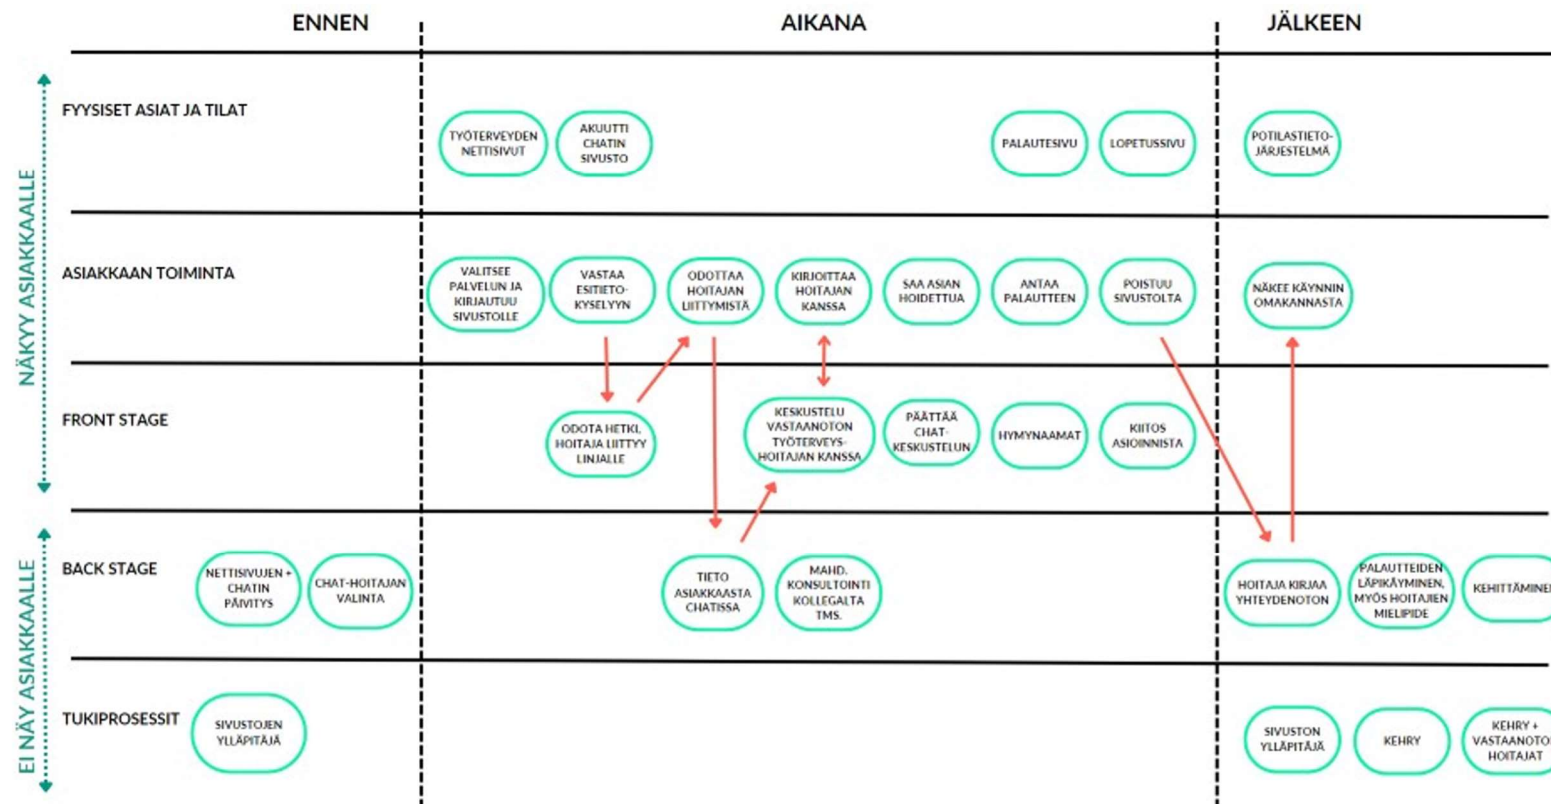 ENNEN
AIKANA
JÄLKEEN
NÄKYY ASIAKKAALLE
FYYSISET ASIAT JA TILAT
TYÖTERVEYDEN
NETTISIVUT
AKUUTTI
CHATIN
SIVUSTO
PALAUTESIVU
LOPETUSSIVU
POTILASTIETO-
JÄRJESTELMÄ
ASIAKKAAN TOIMINTA
VALITSEE
PALVELUN JA
KIRJAUTUU
SIVUSTOLLE
VASTAA
ESITIETO-
KYSELYYN
ODOTTAA
HOITAJAN
LIITTYMISTÄ
KIRJOITTAA
HOITAJAN
KANSSA
SAA ASIAN
HOIDETTUA
ANTAA
PALAUTTEEN
POISTUU
SIVUSTOLTA
NÄKEE KÄYNNIN
OMAKANNASTA
FRONT STAGE
ODOTA HETKI,
HOITAJA LIITTYY
LINJALLE
KESKUSTELU
VASTAANOTON
TYÖTERVEYS-
HOITAJAN KANSSA
PÄÄTTÄÄ
CHAT-
KESKUSTELUN
HYMYNAAMAT
KIITOS
ASIOINNISTA
EI NÄY ASIAKKAALLE
BACK STAGE
NETTISIVUJEN +
CHATIN
PÄIVITYS
CHAT-HOITAJAN
VALINTA
TIETO
ASIAKKAASTA
CHATISSA
MAHD.
KONSULTOINTI
KOLLEGALTA
TMS.
HOITAJA KIRJAA
YHTEYDENOTON
PALAUTTEIDEN
LÄPIKÄYMINEN,
MYÖS HOITAJIEN
MIELIPIDE
KEHITTÄMINE
TUKIPROSESSIT
SIVUSTOJEN
YLLÄPITÄJÄ
SIVUSTON
YLLÄPITÄJÄ
KEHRY
KEHRY +
VASTAANOTO
HOITAJAT